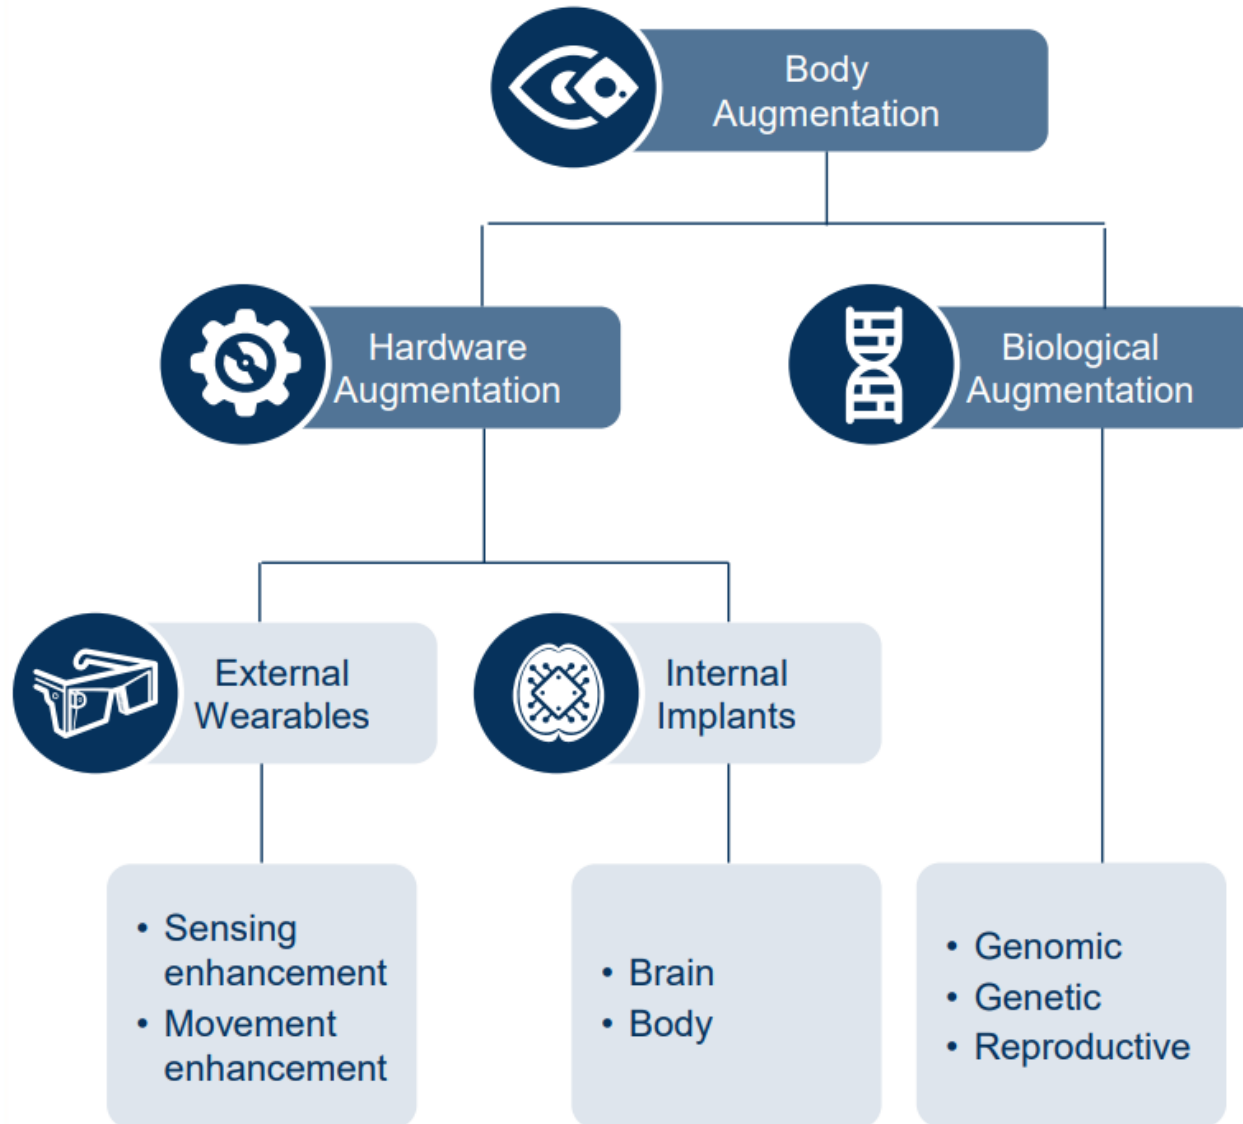 Body
Augmentation
Hardware
Augmentation
Biological
Augmentation
External
Wearables
Internal
Implants
• Sensing
enhancement
• Movement
enhancement
• Brain
• Body
• Genomic
• Genetic
• Reproductive